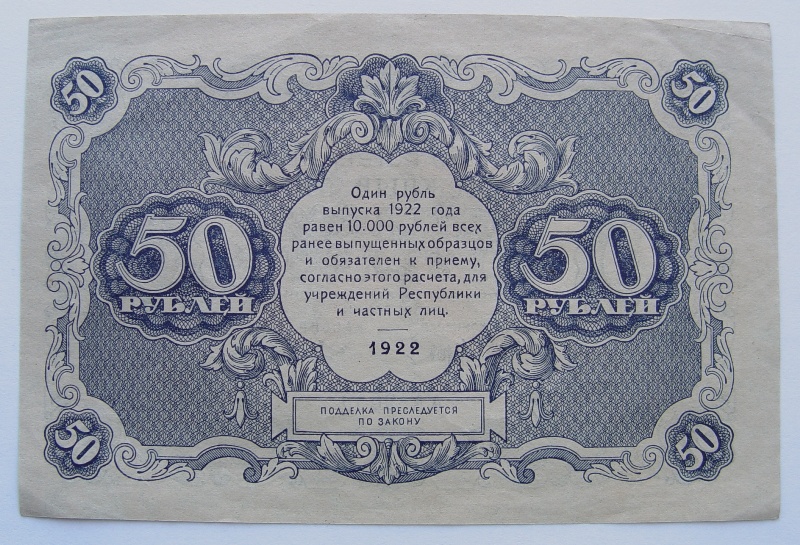 50
50
Один рубль
выпуска 1922 года
равен 10.000 рублей всех
ранее выпущенных образцов
и обязателен к приему,
согласно этого расчета, для
учреждений Республики
и частных лиц.
1922
50
РУБЛЕЙ
50
РУБЛЕЙ
ПОДДЕЛКА ПРЕСЛЕДУЕТСЯ
ПО ЗАКОНУ
50
50